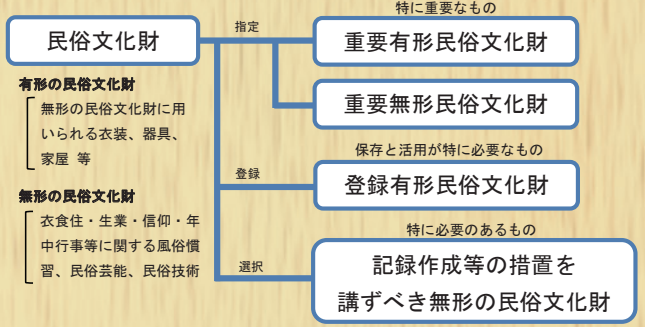 民俗文化財
有形の民俗文化財
無形の民俗文化財に用
いられる衣装、器具、
家屋 等
無形の民俗文化財
衣食住・生業・信仰・年
中行事等に関する風俗慣
習、民俗芸能、民俗技術
指定
特に重要なもの
重要有形民俗文化財
重要無形民俗文化財
登録
保存と活用が特に必要なもの
登録有形民俗文化財
選択
特に必要のあるもの
記録作成等の措置を
講ずべき無形の民俗文化財